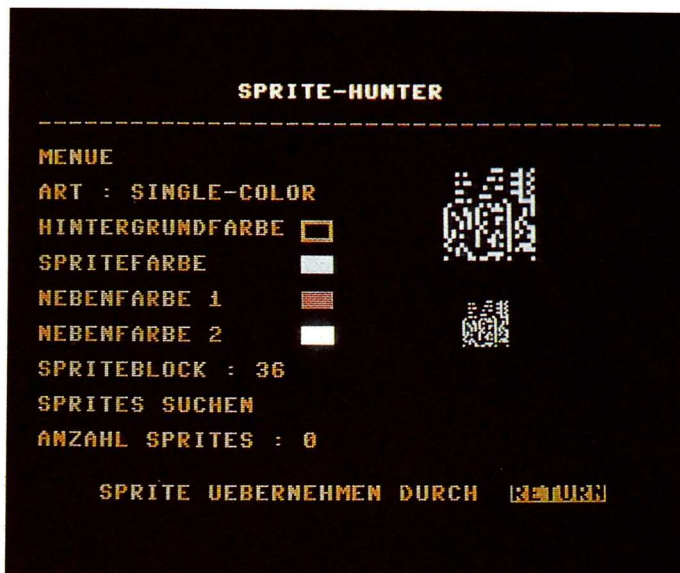 SPRITE-HUNTER
MENUE
ART : SINGLE-COLOR
HINTERGRUNDFARBE
SPRITEFARBE
NEBENFARBE 1
NEBENFARBE 2
SPRITEBLOCK : 36
SPRITES SUCHEN
ANZAHL SPRITES : 0
SPRITE UEBERNEHMEN DURCH RETURN